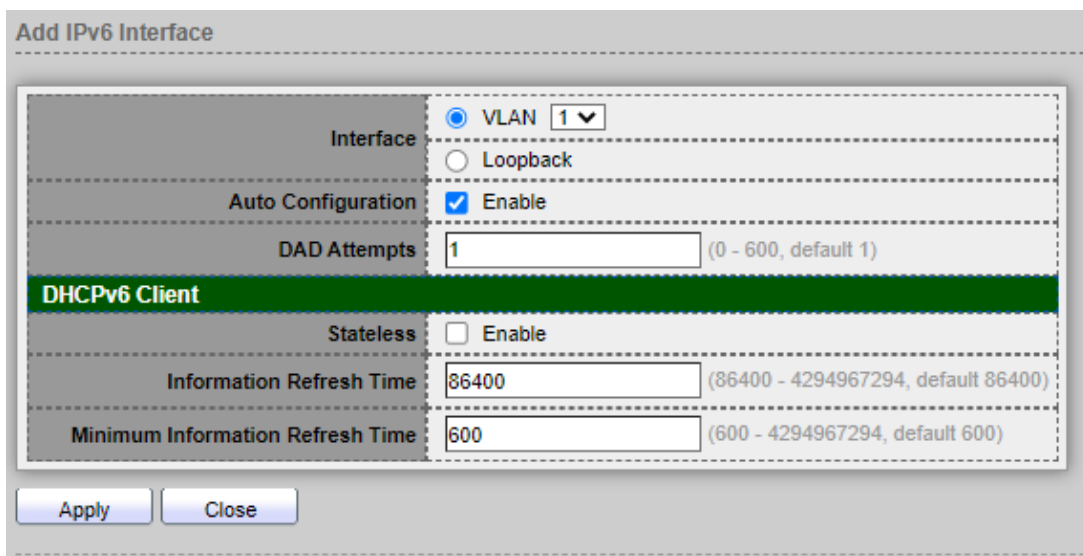 Add IPv6 Interface
Interface
VLAN 1
Loopback
Auto Configuration Enable
DAD Attempts 1 (0 - 600, default 1)
DHCPv6 Client
Stateless Enable
Information Refresh Time 86400 (86400 - 4294967294, default 86400)
Minimum Information Refresh Time 600 (600 - 4294967294, default 600)
Apply Close